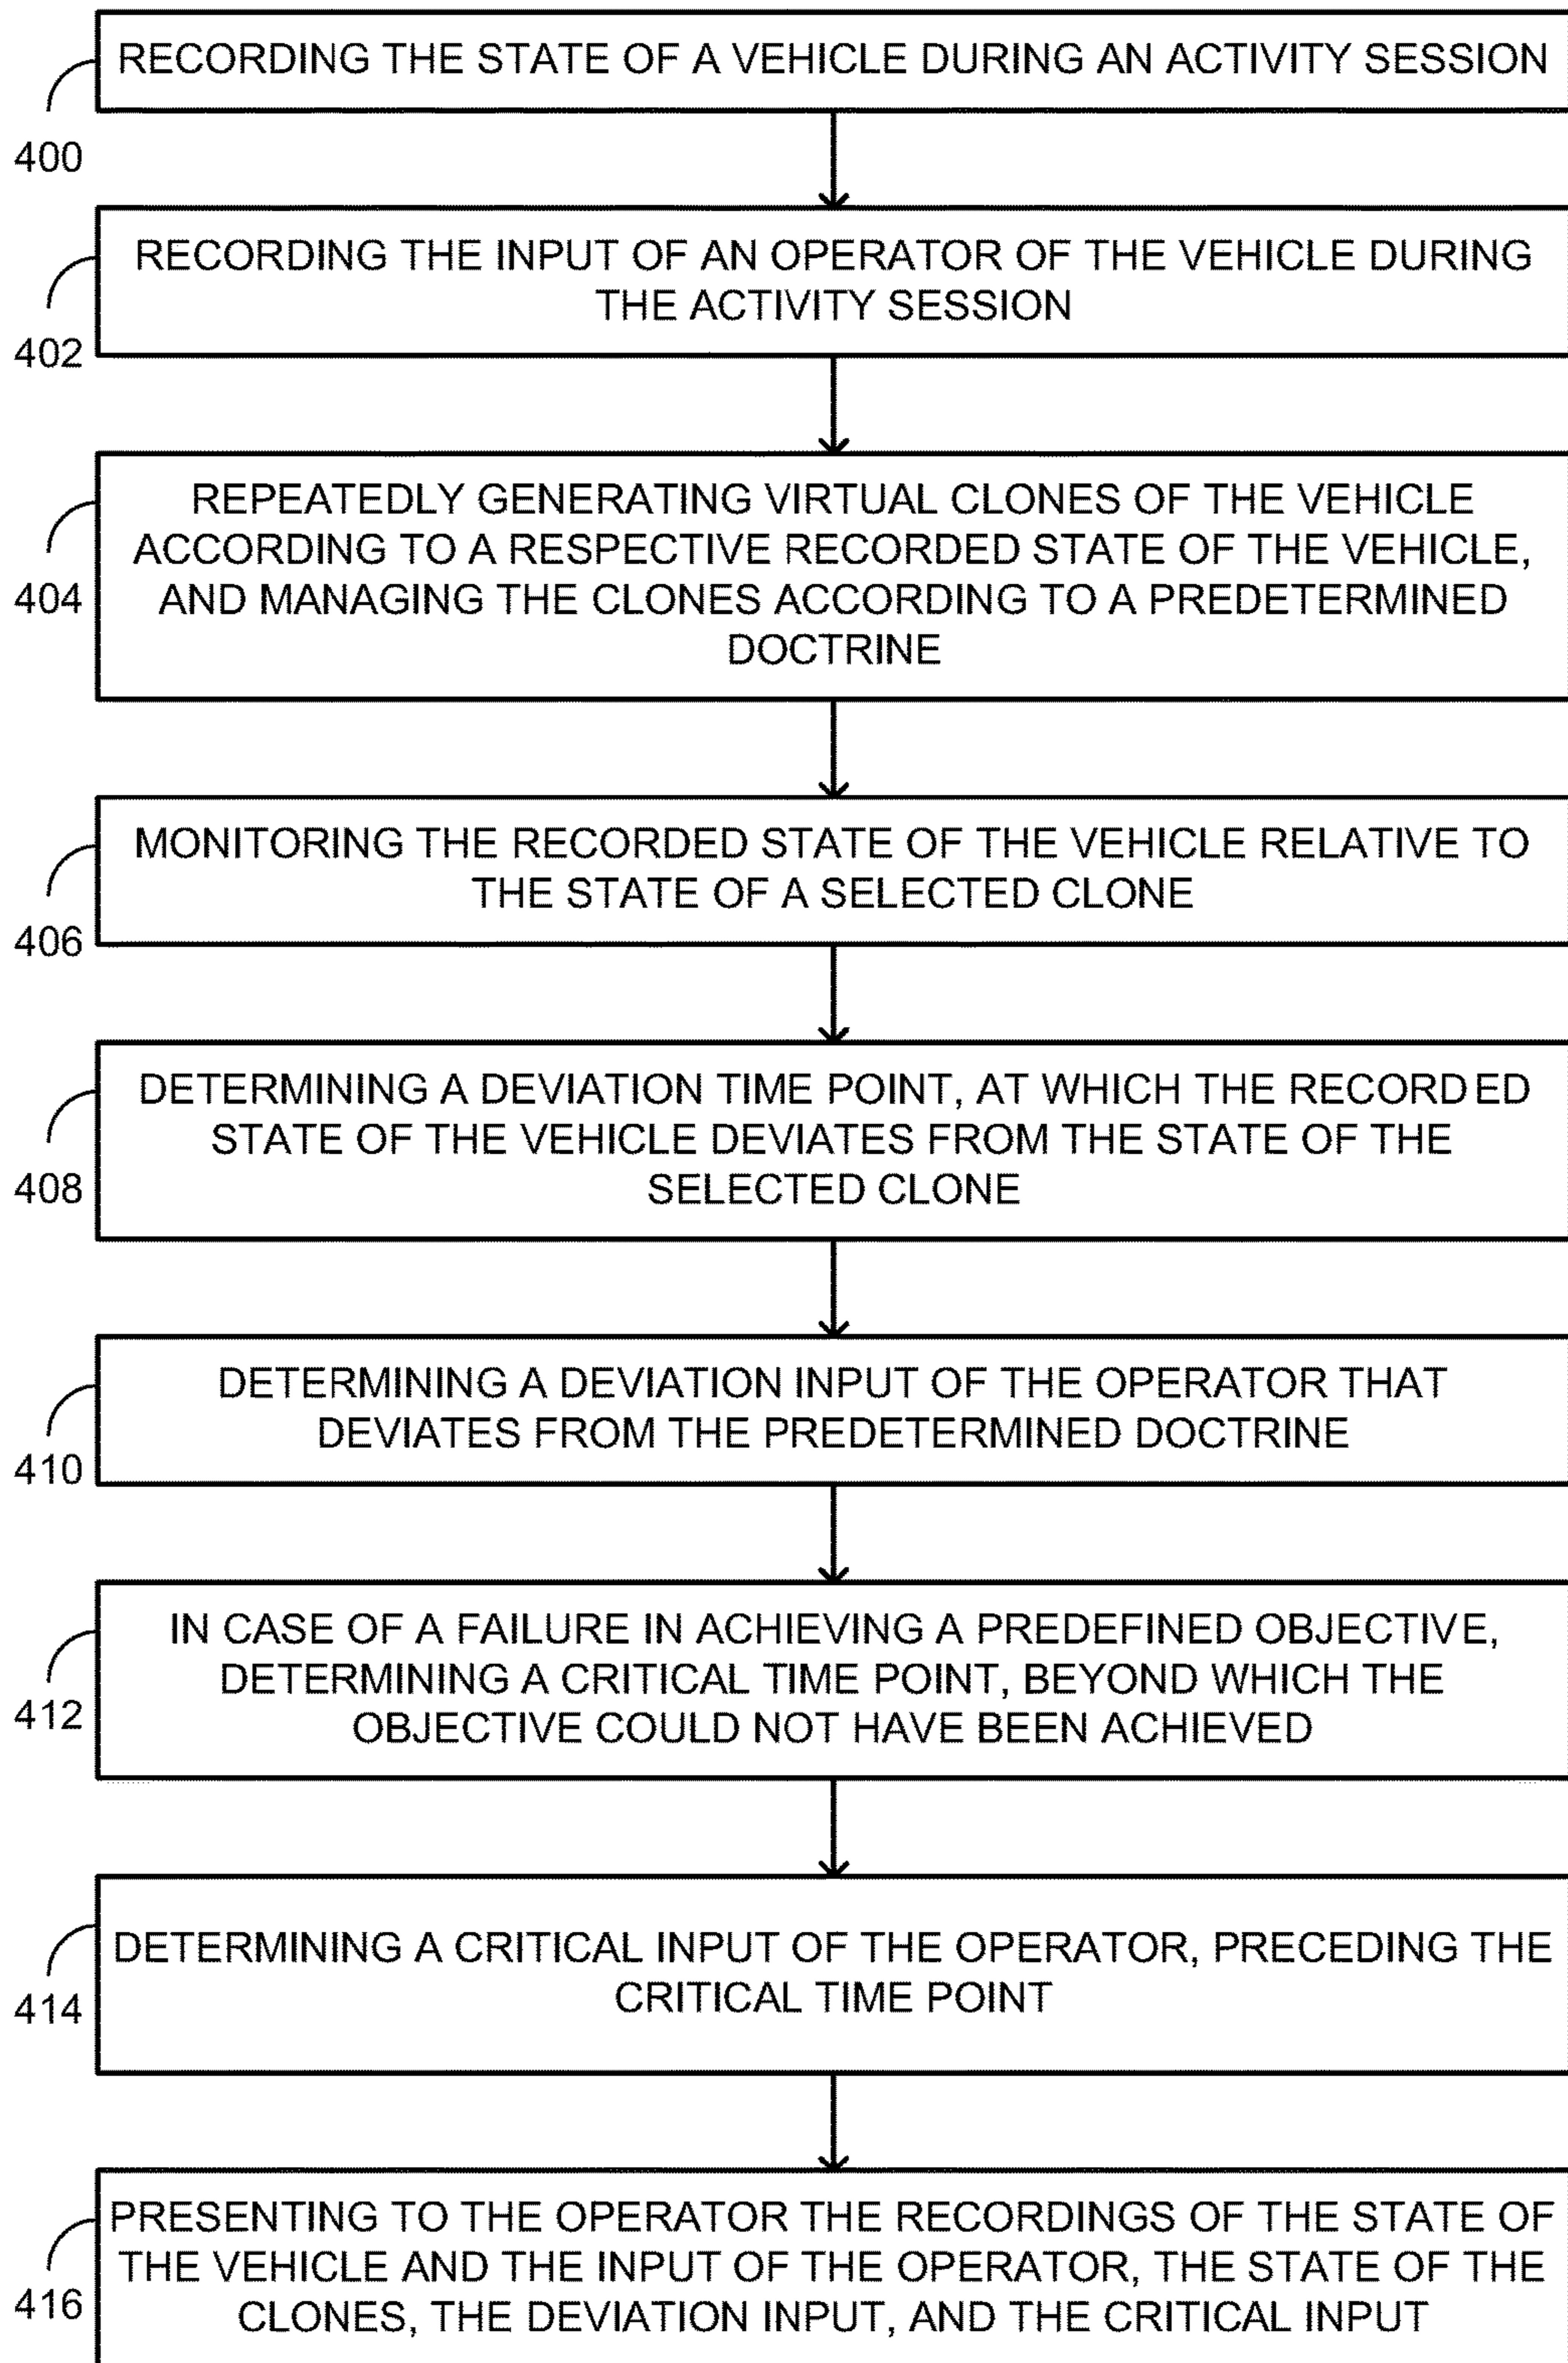 RECORDING THE STATE OF A VEHICLE DURING AN ACTIVITY SESSION
400
RECORDING THE INPUT OF AN OPERATOR OF THE VEHICLE DURING
THE ACTIVITY SESSION
402
REPEATEDLY GENERATING VIRTUAL CLONES OF THE VEHICLE
ACCORDING TO A RESPECTIVE RECORDED STATE OF THE VEHICLE,
AND MANAGING THE CLONES ACCORDING TO A PREDETERMINED
DOCTRINE
404
MONITORING THE RECORDED STATE OF THE VEHICLE RELATIVE TO
THE STATE OF A SELECTED CLONE
406
DETERMINING A DEVIATION TIME POINT, AT WHICH THE RECORDED
STATE OF THE VEHICLE DEVIATES FROM THE STATE OF THE
SELECTED CLONE
408
DETERMINING A DEVIATION INPUT OF THE OPERATOR THAT
DEVIATES FROM THE PREDETERMINED DOCTRINE
410
IN CASE OF A FAILURE IN ACHIEVING A PREDEFINED OBJECTIVE,
DETERMINING A CRITICAL TIME POINT, BEYOND WHICH THE
OBJECTIVE COULD NOT HAVE BEEN ACHIEVED
412
DETERMINING A CRITICAL INPUT OF THE OPERATOR, PRECEDING THE
CRITICAL TIME POINT
414
PRESENTING TO THE OPERATOR THE RECORDINGS OF THE STATE OF
THE VEHICLE AND THE INPUT OF THE OPERATOR, THE STATE OF THE
CLONES, THE DEVIATION INPUT, AND THE CRITICAL INPUT
416